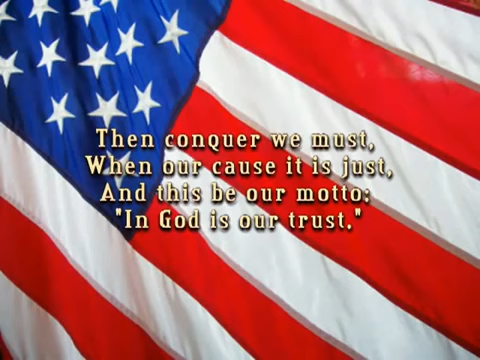 Then conquer we must,
When our cause it is just,
And this be our motto:
"In God is our trust."